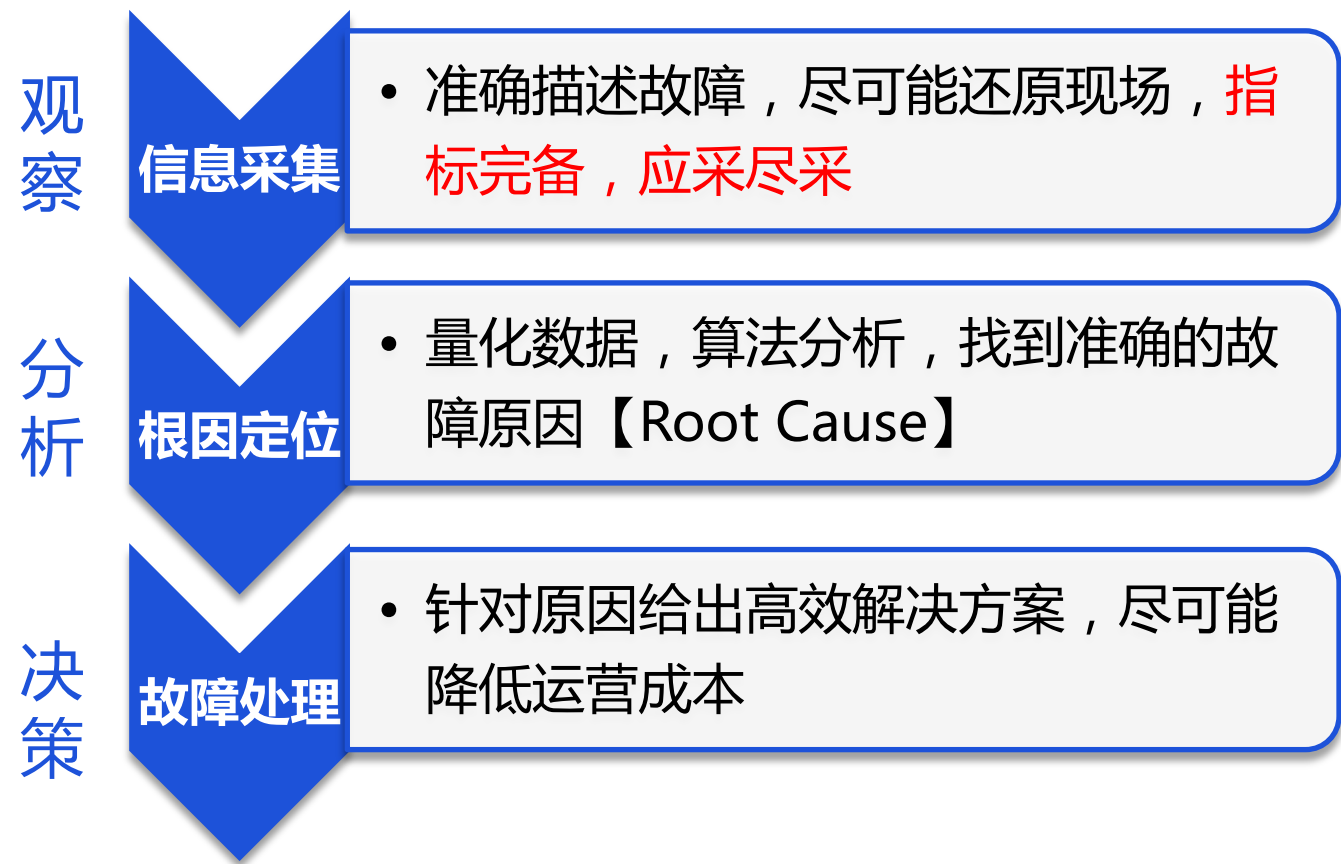 观察
信息采集
• 准确描述故障，尽可能还原现场，指
标完备，应采尽采
分析
根因定位
• 量化数据，算法分析，找到准确的故
障原因【Root Cause】
决策
故障处理
• 针对原因给出高效解决方案，尽可能
降低运营成本